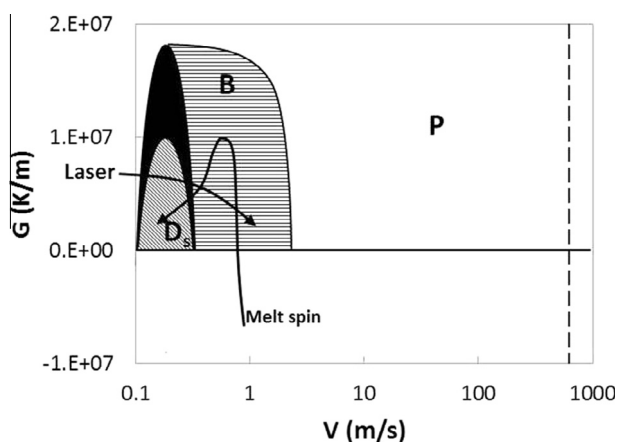 2.E+07
B
P
1.E+07
Laser
G (K/m)
Ds
0.E+00
Melt spin
-1.E+07
0.1 1 10 100 1000
V (m/s)